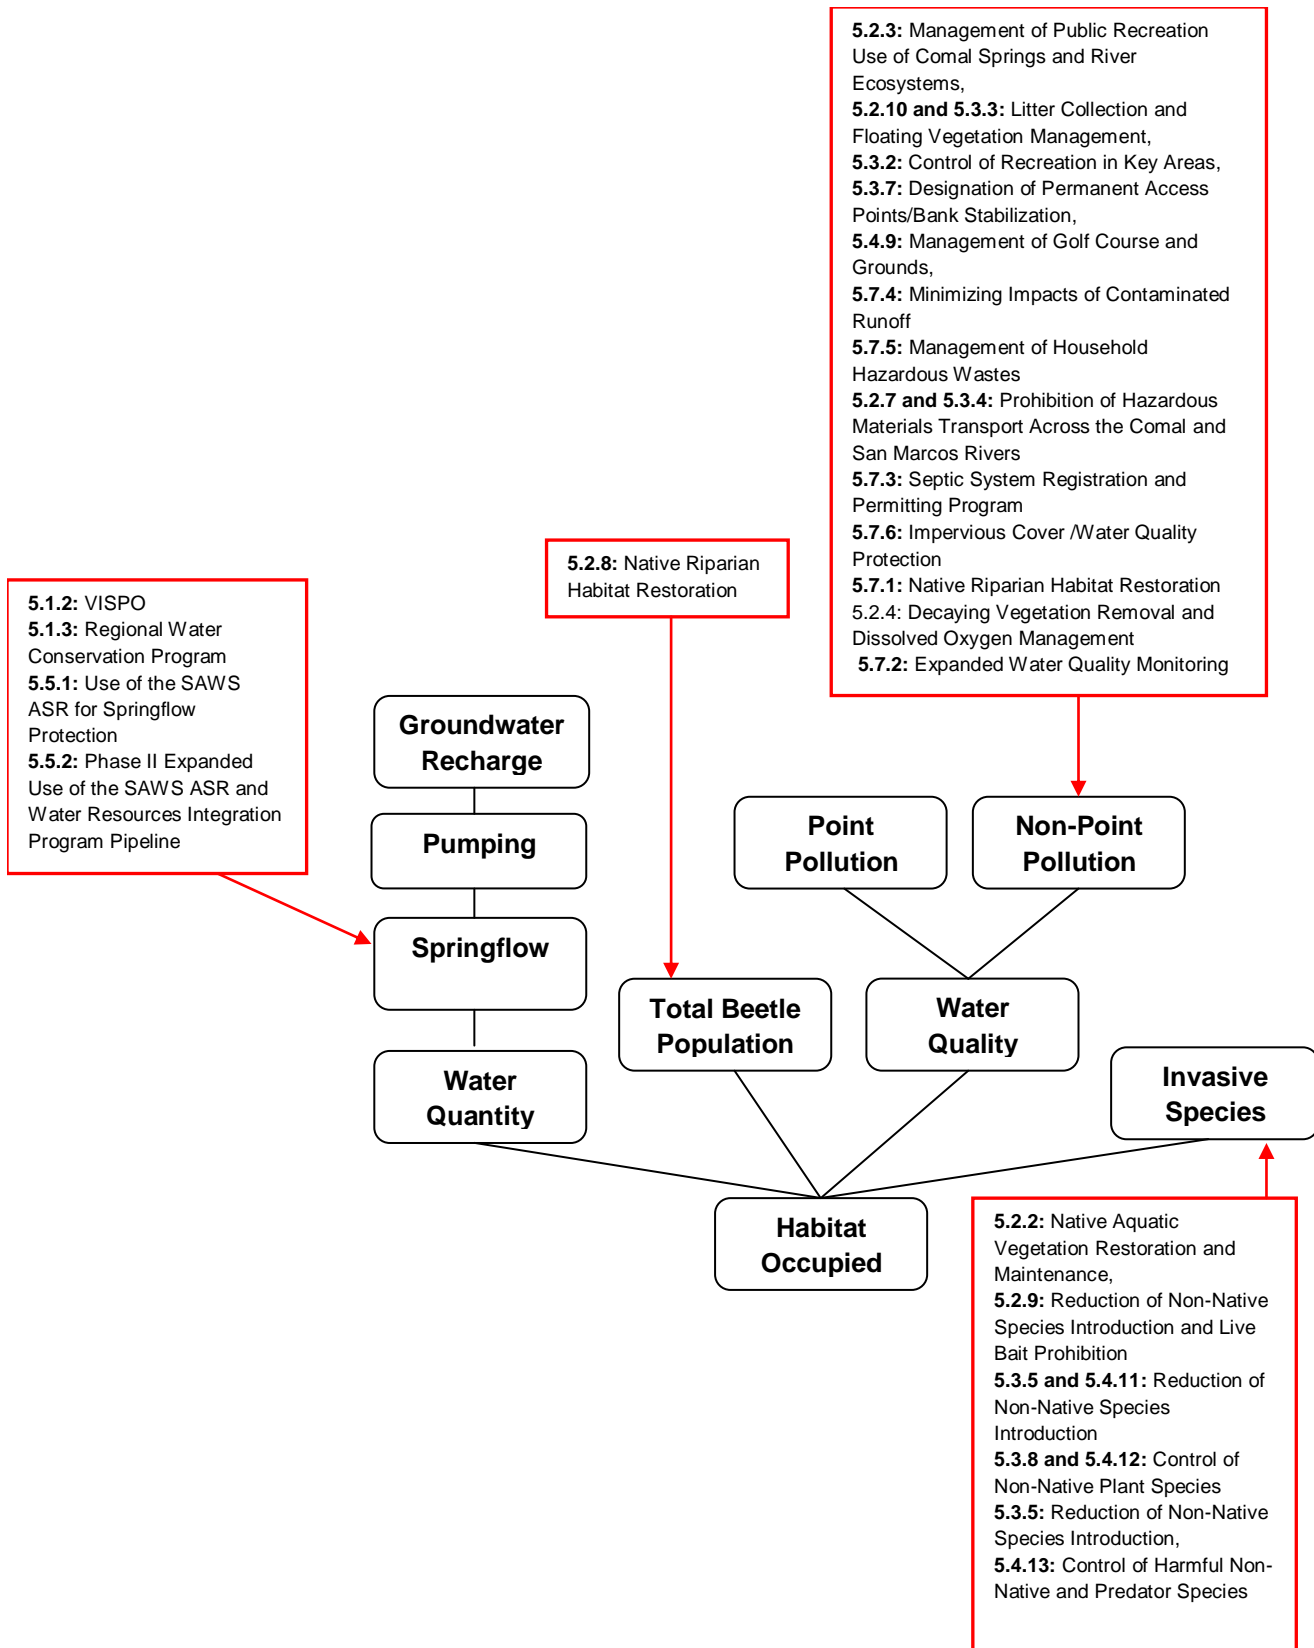 5.2.3: Management of Public Recreation
Use of Comal Springs and River
Ecosystems,
5.2.10 and 5.3.3: Litter Collection and
Floating Vegetation Management,
5.3.2: Control of Recreation in Key Areas,
5.3.7: Designation of Permanent Access
Points/Bank Stabilization,
5.4.9: Management of Golf Course and
Grounds,
5.7.4: Minimizing Impacts of Contaminated
Runoff
5.7.5: Management of Household
Hazardous Wastes
5.2.7 and 5.3.4: Prohibition of Hazardous
Materials Transport Across the Comal and
San Marcos Rivers
5.7.3: Septic System Registration and
Permitting Program
5.7.6: Impervious Cover /Water Quality
Protection
5.7.1: Native Riparian Habitat Restoration
5.2.4: Decaying Vegetation Removal and
Dissolved Oxygen Management
5.7.2: Expanded Water Quality Monitoring
5.2.8: Native Riparian
Habitat Restoration
5.1.2: VISPO
5.1.3: Regional Water
Conservation Program
5.5.1: Use of the SAWS
ASR for Springflow
Protection
5.5.2: Phase II Expanded
Use of the SAWS ASR and
Water Resources Integration
Program Pipeline
Groundwater
Recharge
Pumping
Springflow
Water
Quantity
Total Beetle
Population
Point
Pollution
Non-Point
Pollution
Water
Quality
Invasive
Species
Habitat
Occupied
5.2.2: Native Aquatic
Vegetation Restoration and
Maintenance,
5.2.9: Reduction of Non-Native
Species Introduction and Live
Bait Prohibition
5.3.5 and 5.4.11: Reduction of
Non-Native Species
Introduction
5.3.8 and 5.4.12: Control of
Non-Native Plant Species
5.3.5: Reduction of Non-Native
Species Introduction,
5.4.13: Control of Harmful Non-
Native and Predator Species